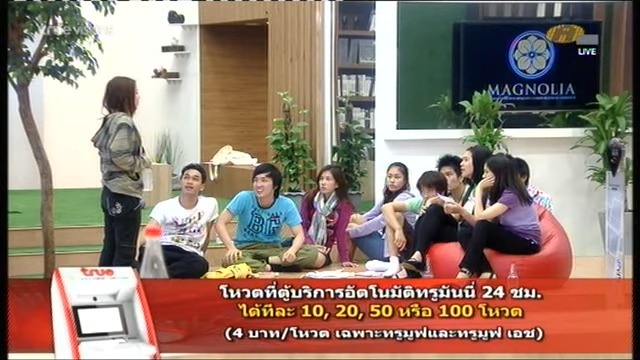 truevisions
LIVE
MAGNOLIA
true
โหวตที่ตู้บริการอัตโนมัติทรูมันนี่ 24 ชม.
ได้ทีละ 10, 20, 50 หรือ 100 โหวต
(4 บาท/โหวต เฉพาะทรูมูฟและทรูมูฟ เอช)